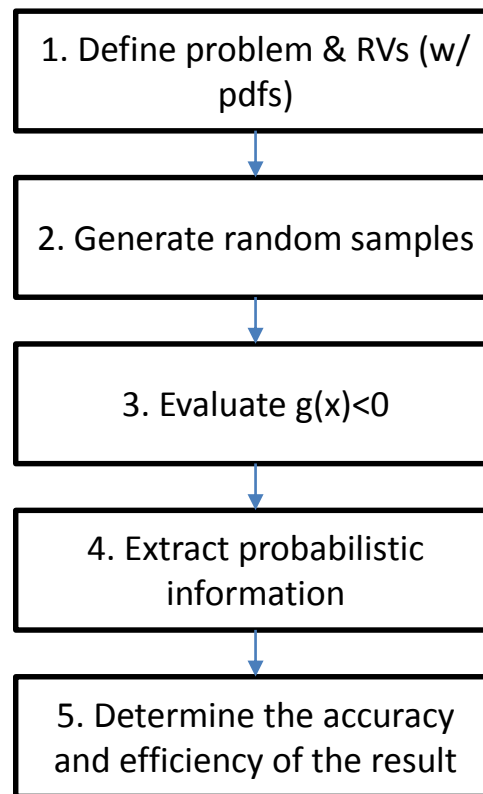 1. Define problem & RVs (w/
pdfs)
2. Generate random samples
3. Evaluate g(x)<0
4. Extract probabilistic
information
5. Determine the accuracy
and efficiency of the result